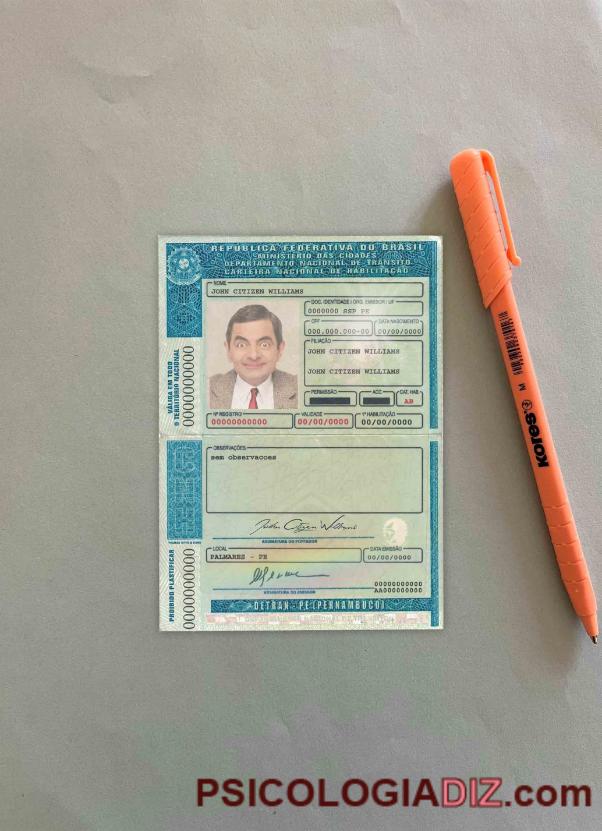 REPÚBLICA FEDERATIVA DO BRASIL
MINISTÉRIO DAS CIDADES
DEPARTAMENTO NACIONAL DE TRÂNSITO
CARTEIRA NACIONAL DE HABILITAÇÃO
NOME
JOHN CITIZEN WILLIAMS
DOC. IDENTIDADE / ORG. EMISSOR / UF
0000000 SSP PE
CPF
DATA NASCIMENTO
000.000.000-00
00/00/0000
FILIAÇÃO
JOHN CITIZEN WILLIAMS
JOHN CITIZEN WILLIAMS
PERMISSÃO
ACC
CAT. HAB.
AB
Nº REGISTRO
VALIDADE
1ª HABILITAÇÃO
00000000000
00/00/0000
00/00/0000
VÁLIDA EM TODO
O TERRITÓRIO NACIONAL
0000000000
OBSERVAÇÕES
sem observacoes
John Citizen Williams
ASSINATURA DO PORTADOR
LOCAL
DATA EMISSÃO
PALMARES - PE
00/00/0000
00000000000
AA000000000
ASSINATURA DO EMISSOR
PROIBIDO PLASTIFICAR
0000000000
DETRAN-PE(PERNAMBUCO)
Kores
M
PSICOLOGIADIZ.com